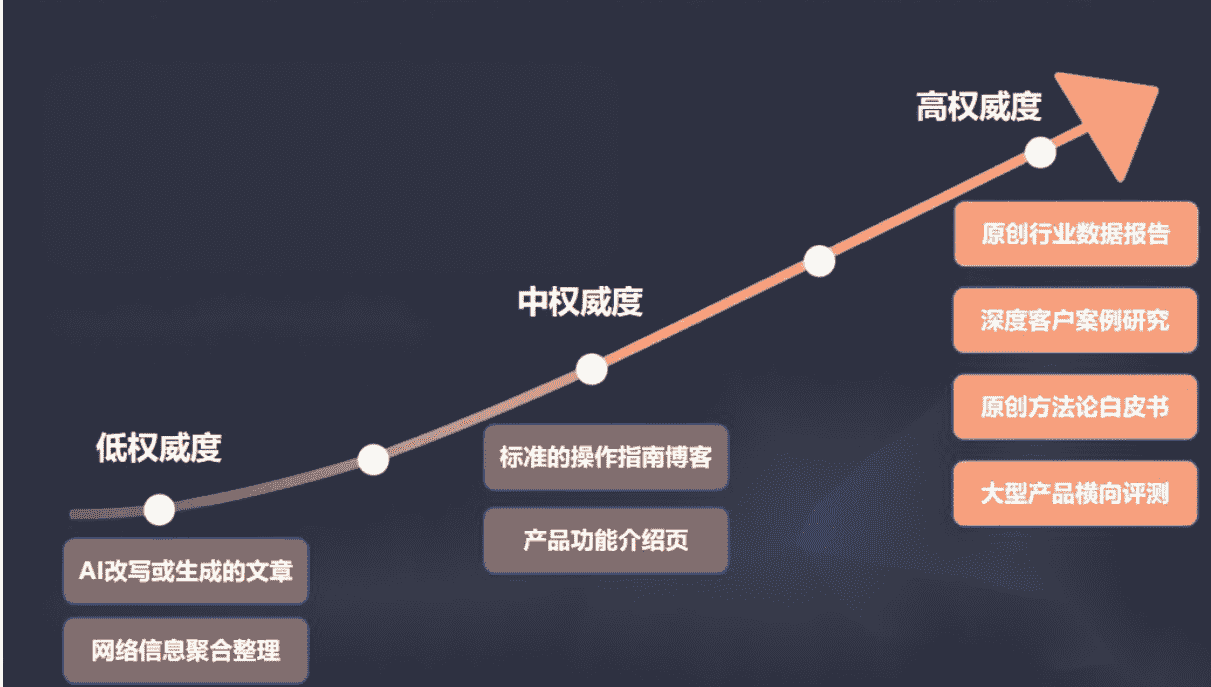 高权威度
原创行业数据报告
深度客户案例研究
原创方法论白皮书
大型产品横向评测
中权威度
标准的操作指南博客
产品功能介绍页
低权威度
AI改写或生成的文章
网络信息聚合整理